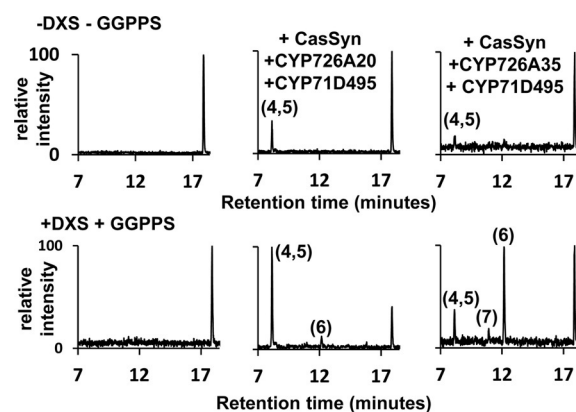 -DXS - GGPPS
relative
intensity
100
0
7 12 17
+ CasSyn
+CYP726A20
+CYP71D495
(4,5)
7 12 17
+ CasSyn
+CYP726A35
+ CYP71D495
(4,5)
7 12 17
Retention time (minutes)
+DXS + GGPPS
relative
intensity
100
0
7 12 17
(4,5)
(6)
7 12 17
(6)
(4,5)
(7)
7 12 17
Retention time (minutes)